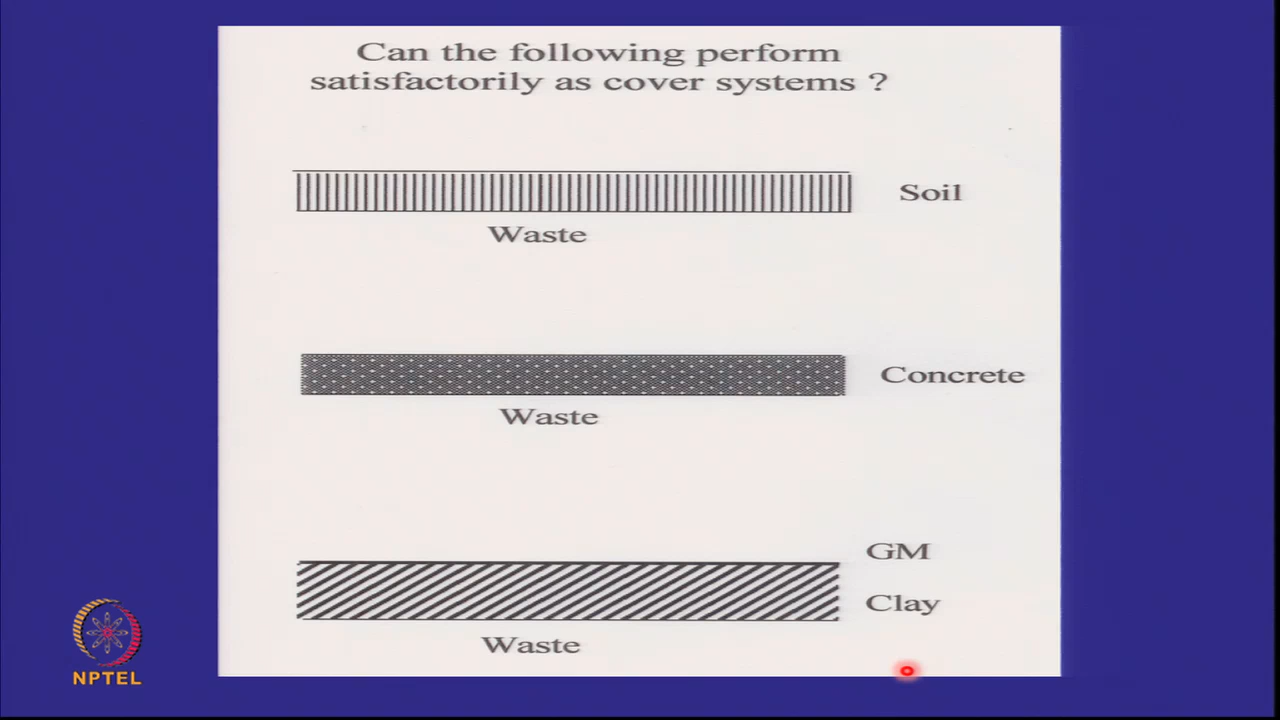 Can the following perform
satisfactorily as cover systems ?
Soil
Waste
Concrete
Waste
GM
Clay
Waste
NPTEL